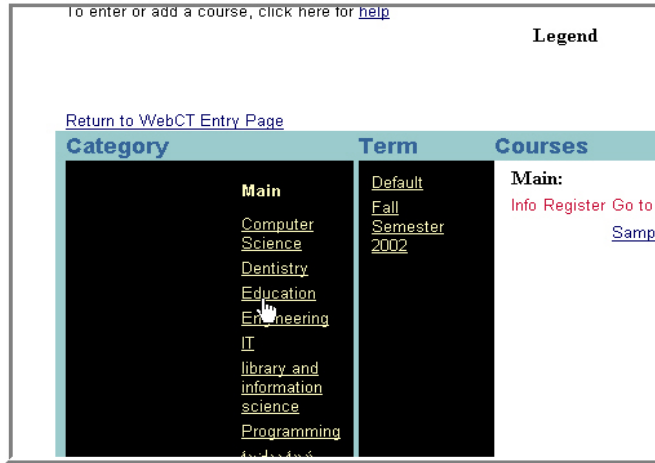 To enter or add a course, click here for help
Legend
Return to WebCT Entry Page
Category Term Courses
Main
Computer
Science
Dentistry
Education
Engineering
IT
library and
information
science
Programming
Default
Fall
Semester
2002
Main:
Info Register Go to
Samp